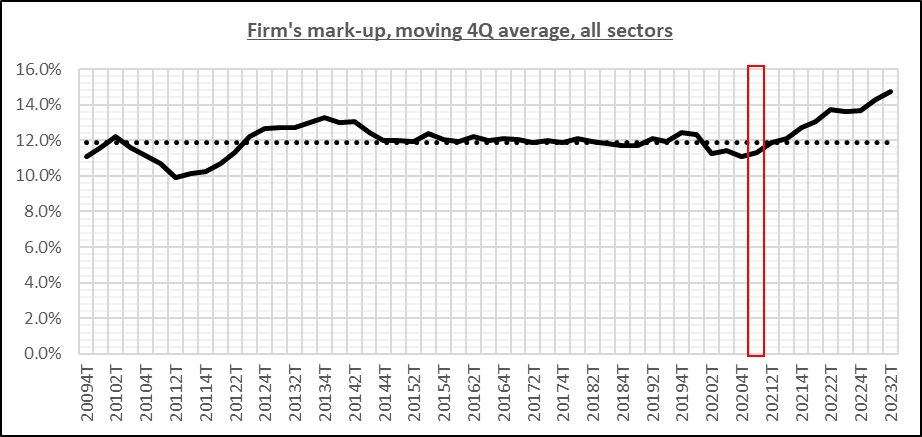 Firm's mark-up, moving 4Q average, all sectors
16.0%
14.0%
12.0%
10.0%
8.0%
6.0%
4.0%
2.0%
0.0%
20094T
20102T
20104T
20112T
20114T
20122T
20124T
20132T
20134T
20142T
20144T
20152T
20154T
20162T
20164T
20172T
20174T
20182T
20184T
20192T
20194T
20202T
20204T
20212T
20214T
20222T
20224T
20232T